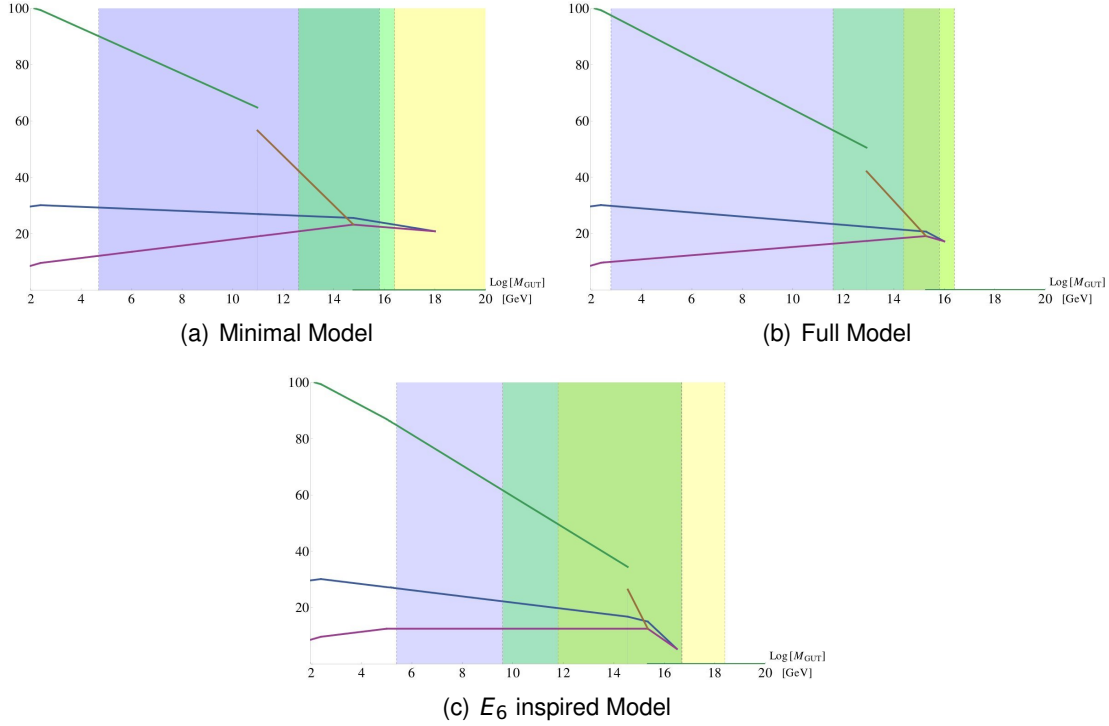 100
80
60
40
20
2 4 6 8 10 12 14 16 18 20
Log[M_GUT]
[GeV]
(a) Minimal Model
100
80
60
40
20
2 4 6 8 10 12 14 16 18 20
Log[M_GUT]
[GeV]
(b) Full Model
100
80
60
40
20
2 4 6 8 10 12 14 16 18 20
Log[M_GUT]
[GeV]
(c) E₆ inspired Model